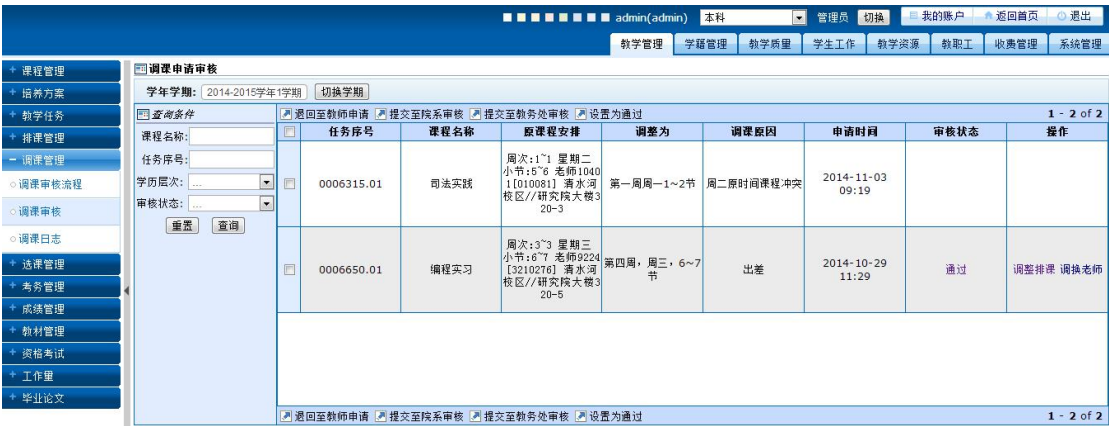 admin(admin) 本科 管理员 切换 我的账户 返回首页 退出
教学管理 学籍管理 教学质量 学生工作 教学资源 教职工 收费管理 系统管理
+ 课程管理
+ 培养方案
+ 教学任务
+ 排课管理
- 调课管理
调课审核流程
调课审核
调课日志
+ 选课管理
+ 考务管理
+ 成绩管理
+ 教材管理
+ 资格考试
+ 工作量
+ 毕业论文
调课申请审核
学年学期: 2014-2015学年1学期 切换学期
查询条件
课程名称:
任务序号:
学历层次: ...
审核状态: ...
重置 查询
退回至教师申请 提交至院系审核 提交至教务处审核 设置为通过 1 - 2 of 2
任务序号 课程名称 原课程安排 调整为 调课原因 申请时间 审核状态 操作
0006315.01 司法实践
周次:1~1 星期二
小节:5~6 老师1040
1[010081] 清水河
校区//研究院大楼3
20-3
第一周周一1~2节 周二原时间课程冲突
2014-11-03
09:19
0006650.01 编程实习
周次:3~3 星期三
小节:6~7 老师9224
[3210276] 清水河
校区//研究院大楼3
20-5
第四周，周三，6~7
节
出差
2014-10-29
11:29
通过 调整排课 调换老师
退回至教师申请 提交至院系审核 提交至教务处审核 设置为通过 1 - 2 of 2